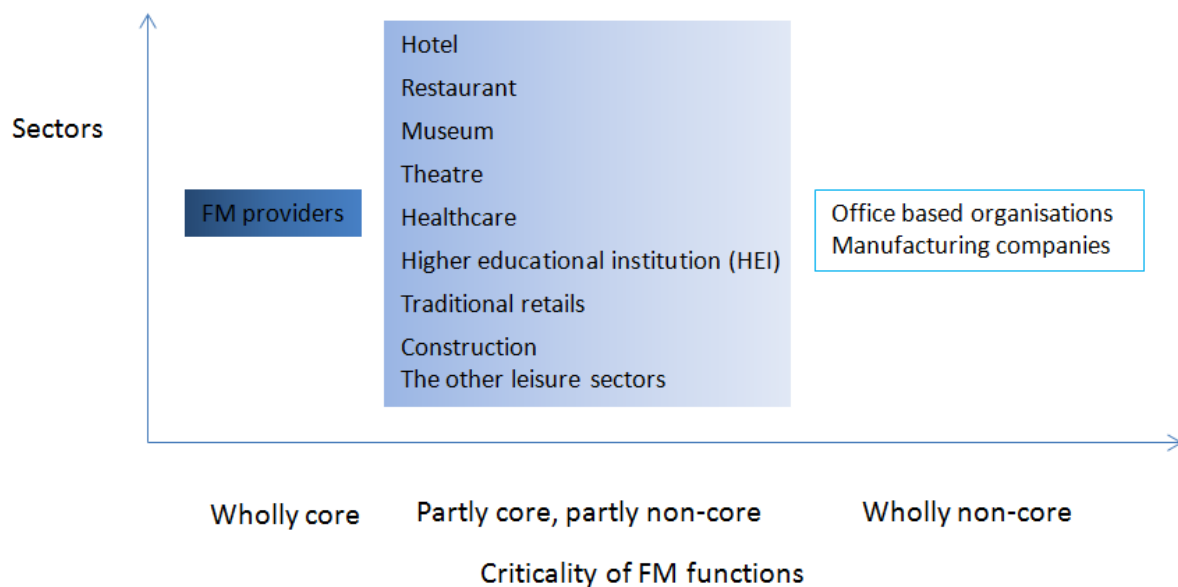 Sectors
FM providers
Hotel
Restaurant
Museum
Theatre
Healthcare
Higher educational institution (HEI)
Traditional retails
Construction
The other leisure sectors
Office based organisations
Manufacturing companies
Wholly core
Partly core, partly non-core
Wholly non-core
Criticality of FM functions